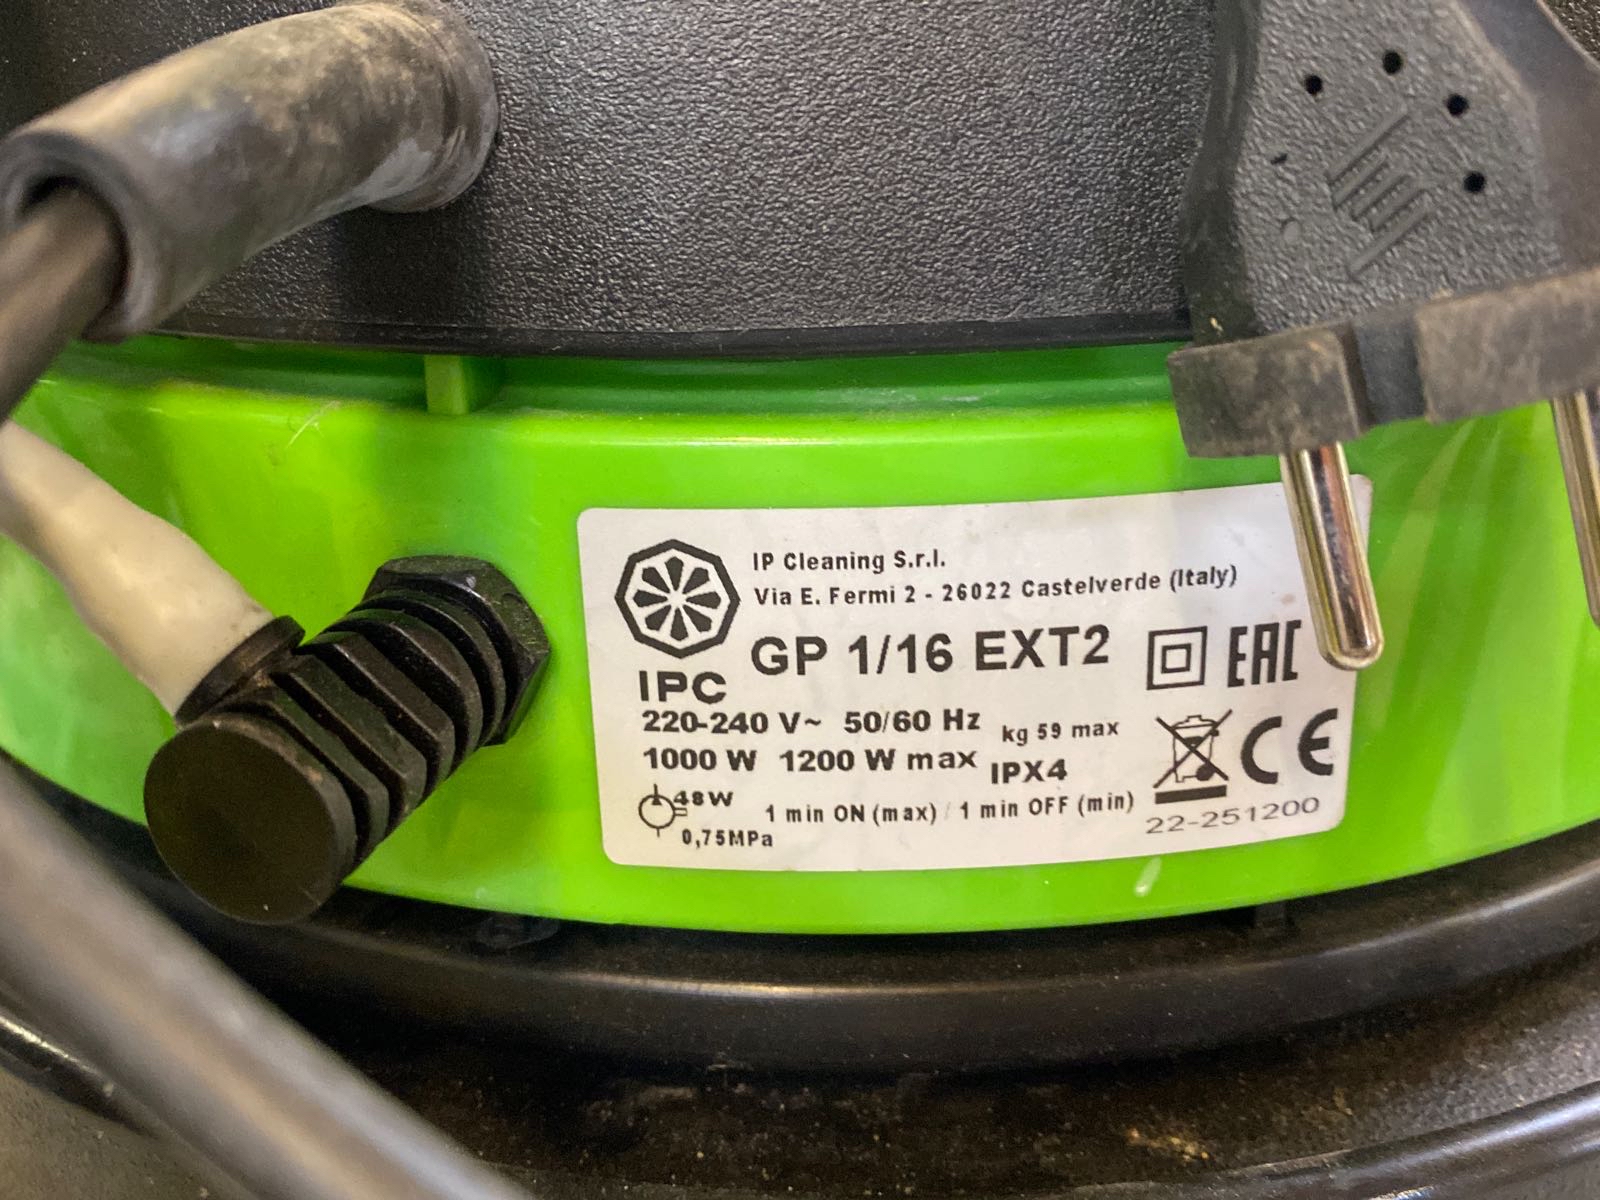 IP Cleaning S.r.l.
Via E. Fermi 2 - 26022 Castelverde (Italy)
GP 1/16 EXT2
EAC
IPC
220-240 V~ 50/60 Hz
kg 59 max
1000 W 1200 W max
IPX4
CE
48W
0,75MPa
1 min ON (max) / 1 min OFF (min)
22-251200